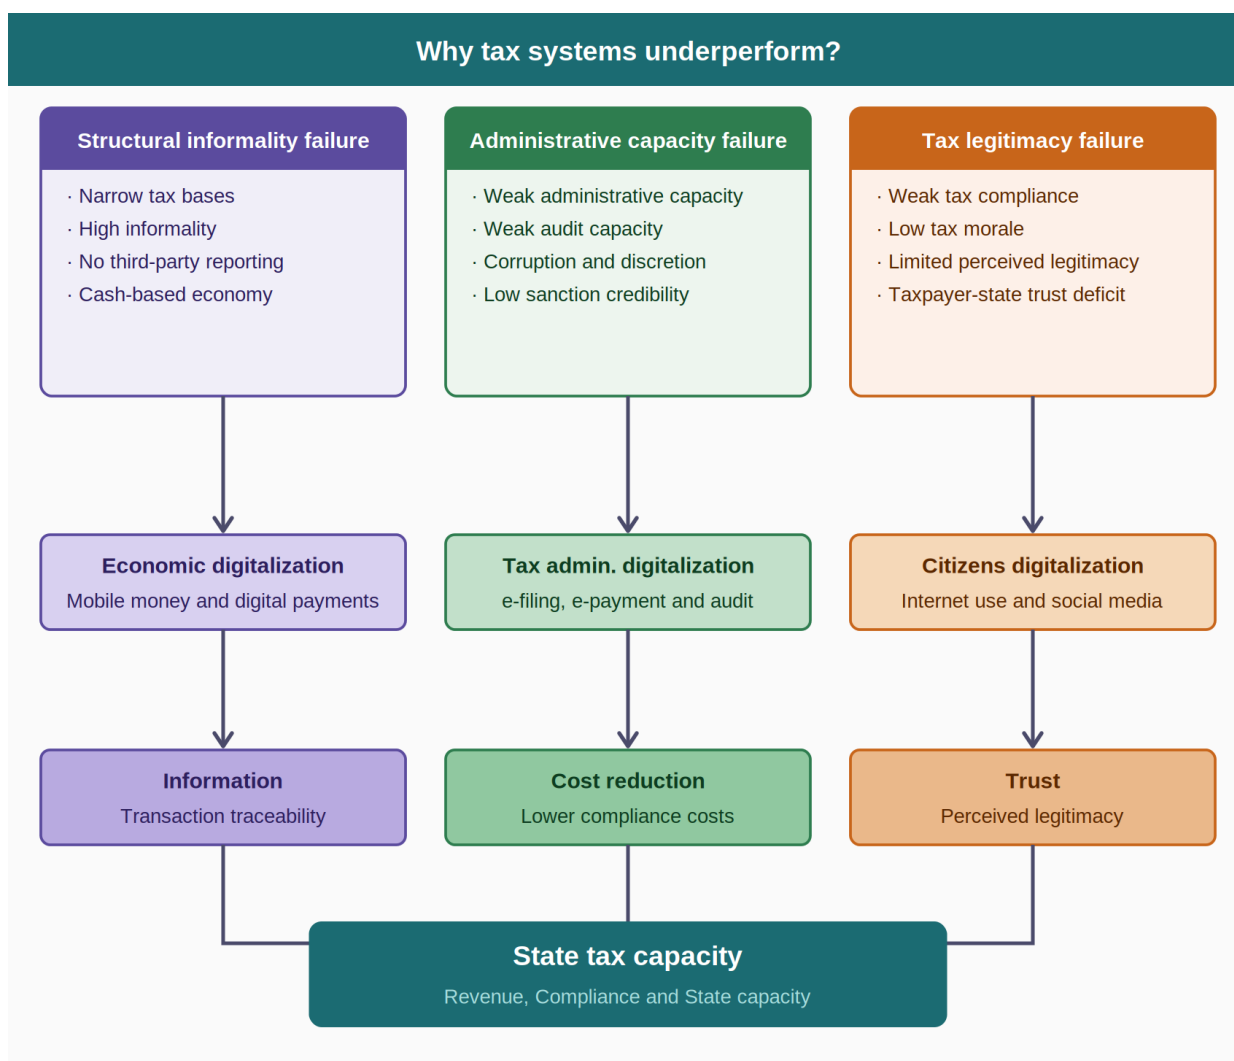 Why tax systems underperform?
Structural informality failure
· Narrow tax bases
· High informality
· No third-party reporting
· Cash-based economy
Administrative capacity failure
· Weak administrative capacity
· Weak audit capacity
· Corruption and discretion
· Low sanction credibility
Tax legitimacy failure
· Weak tax compliance
· Low tax morale
· Limited perceived legitimacy
· Taxpayer-state trust deficit
Economic digitalization
Mobile money and digital payments
Tax admin. digitalization
e-filing, e-payment and audit
Citizens digitalization
Internet use and social media
Information
Transaction traceability
Cost reduction
Lower compliance costs
Trust
Perceived legitimacy
State tax capacity
Revenue, Compliance and State capacity